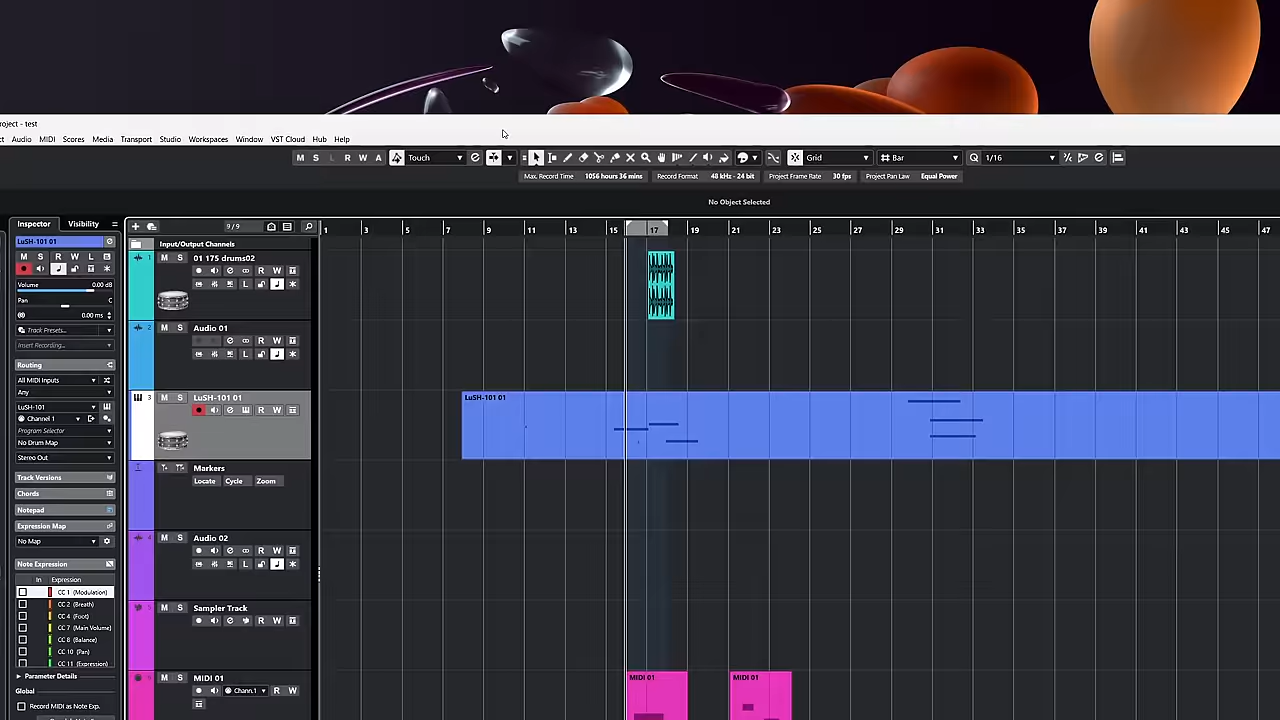 roject - test
ct Audio MIDI Scores Media Transport Studio Workspaces Window VST Cloud Hub Help
M S L R W A Touch Grid Bar Q 1/16
Max. Record Time 1056 hours 36 mins Record Format 48 kHz - 24 bit Project Frame Rate 30 fps Project Pan Law Equal Power
No Object Selected
Inspector Visibility
9/9
1 3 5 7 9 11 13 15 17 19 21 23 25 27 29 31 33 35 37 39 41 43 45 47
LuSH-101 01
M S R W L
Volume 0.00 dB
Pan C
0.00 ms
Track Presets...
Insert Recording...
Routing
All MIDI Inputs
Any
LuSH-101
Channel 1
Program Selector
No Drum Map
Stereo Out
Track Versions
Chords
Notepad
Expression Map
No Map
Note Expression
In Expression
CC 1 (Modulation)
CC 2 (Breath)
CC 4 (Foot)
CC 7 (Main Volume)
CC 8 (Balance)
CC 10 (Pan)
CC 11 (Expression)
Parameter Details
Global
Record MIDI as Note Exp.
Input/Output Channels
1 M S 01 175 drums02
R W
L
2 M S Audio 01
R W
L
3 M S LuSH-101 01
R W
LuSH-101 01
Markers
Locate Cycle Zoom
4 M S Audio 02
R W
L
5 M S Sampler Track
R W
6 M S MIDI 01
Chann.1 R W
MIDI 01
MIDI 01